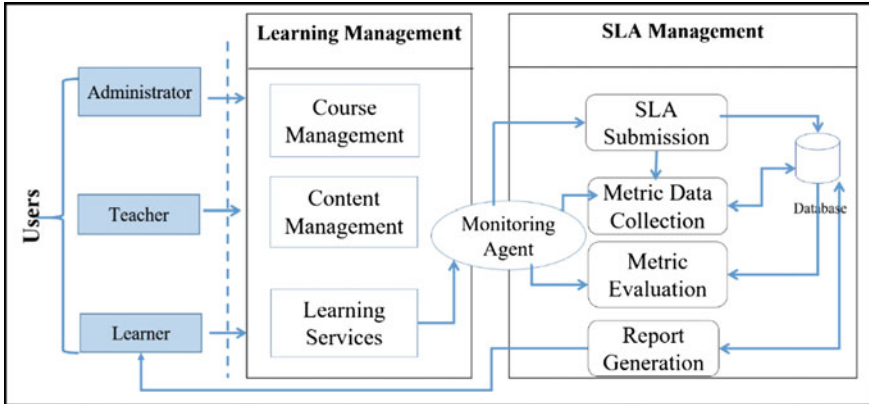 Users
Administrator
Teacher
Learner
Learning Management
Course
Management
Content
Management
Learning
Services
Monitoring
Agent
SLA Management
SLA
Submission
Metric Data
Collection
Metric
Evaluation
Report
Generation
Database